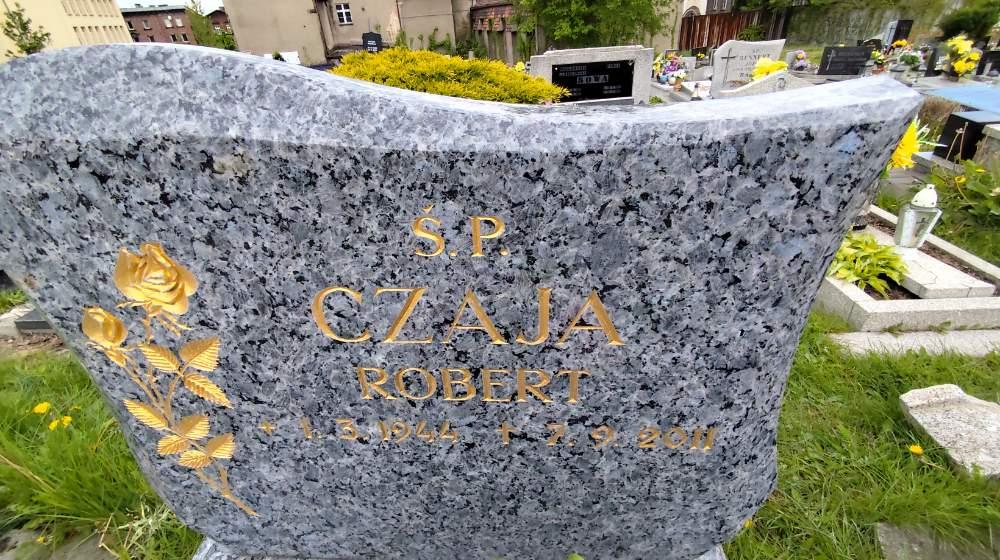 Ś.P.
CZAJA
ROBERT
* 1.3.1944 † 7.9.2011